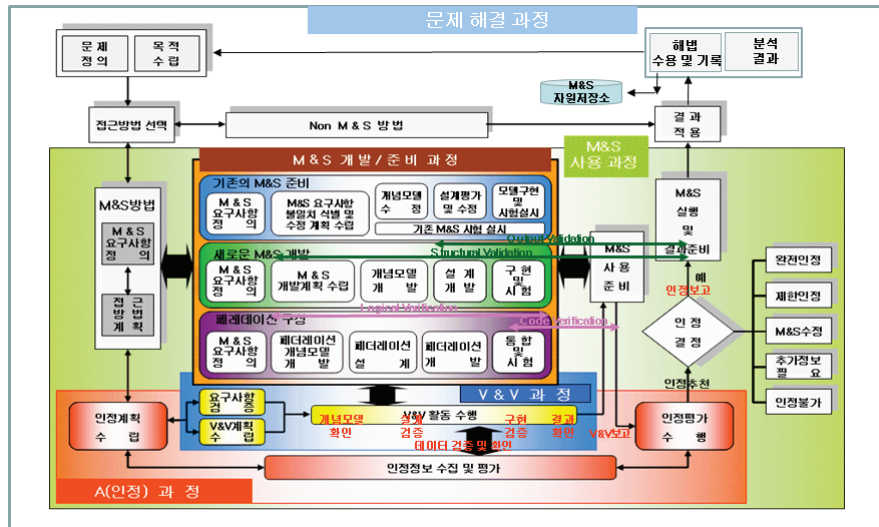 문제 해결 과정
문 제
정 의
목 적
수 립
해법
수용 및 기록
분석
결과
M&S
자원저장소
접근방법 선택
Non M & S 방 법
결 과
적 용
M&S
사용 과정
M & S 개 발 / 준 비 과 정
기존의 M&S 준비
M & S
요구사항
정 의
M&S 요구사항
불일치 식별 및
수정 계획 수립
개념모델
수 정
설계평가
및 수정
모델구현
및
시험실시
기존 M&S 시험 실시
M&S방법
M & S
요구사항
정 의
접 근
방 법
계 획
M&S
실 행
및
결과준비
Output Validation
Structural Validation
새로운 M&S 개발
M & S
요구사항
정 의
M & S
개발계획 수립
개념모델
개 발
설 계
개 발
구 현
및
시 험
M & S
사 용
준 비
예
인정보고
완전인정
제한인정
M&S수정
추가정보
필 요
인정불가
인 정
결 정
인정추천
Logical Verification
Code Verification
페레데이션 구성
M & S
요구사항
정 의
페더레이션
개념모델
개 발
페더레이션
설 계
페더레이션
개 발
통 합
및
시 험
V & V 과 정
요구사항
검 증
V&V계획
수 립
V&V 활동 수행
개념모델
확인
설계
검증
구현
검증
결과
확인
V&V보고
데이터 검증 및 확인
인정계획
수 립
인정평가
수 행
인정정보 수집 및 평가
A(인정) 과 정